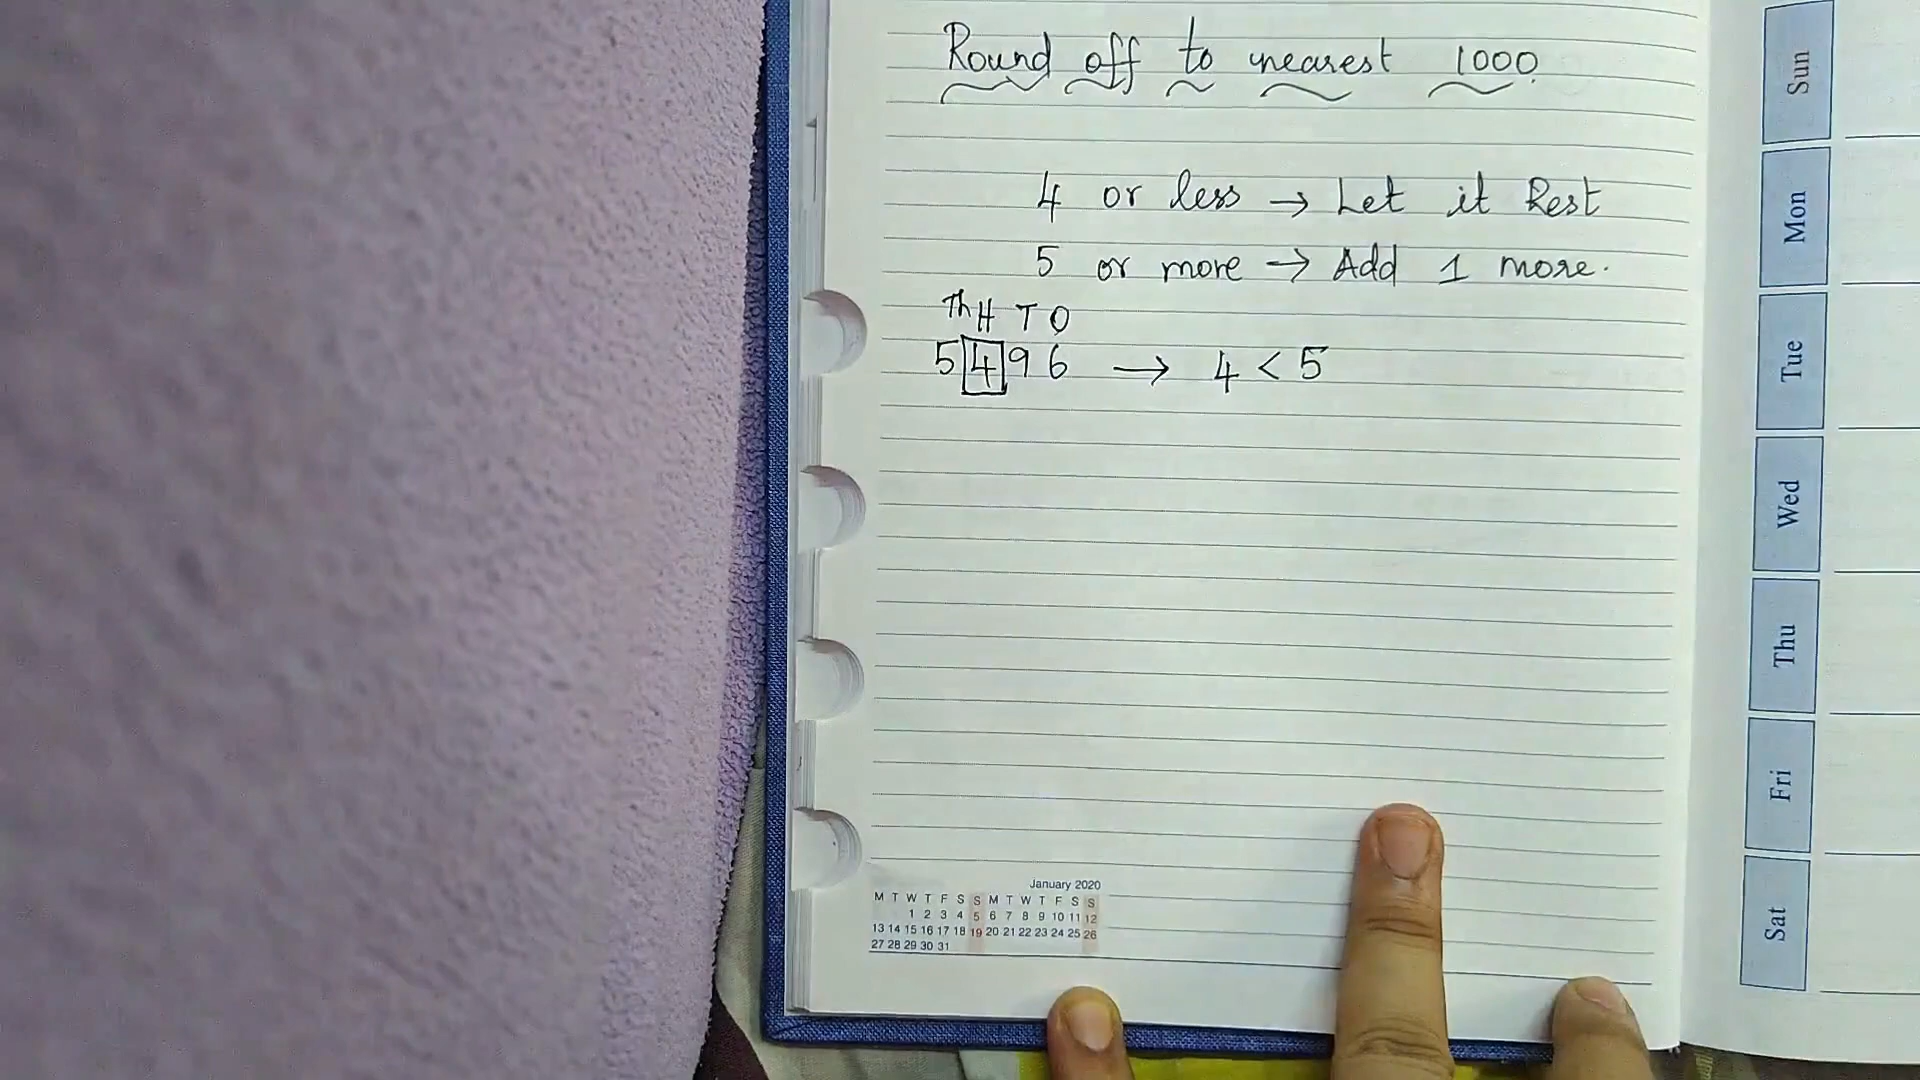 Round off to nearest 1000.
4 or less → Let it Rest
5 or more → Add 1 more.
Th H T O
5 4 9 6 → 4 < 5
January 2020
M T W T F S S M T W T F S S
1 2 3 4 5 6 7 8 9 10 11 12
13 14 15 16 17 18 19 20 21 22 23 24 25 26
27 28 29 30 31
Sun
Mon
Tue
Wed
Thu
Fri
Sat